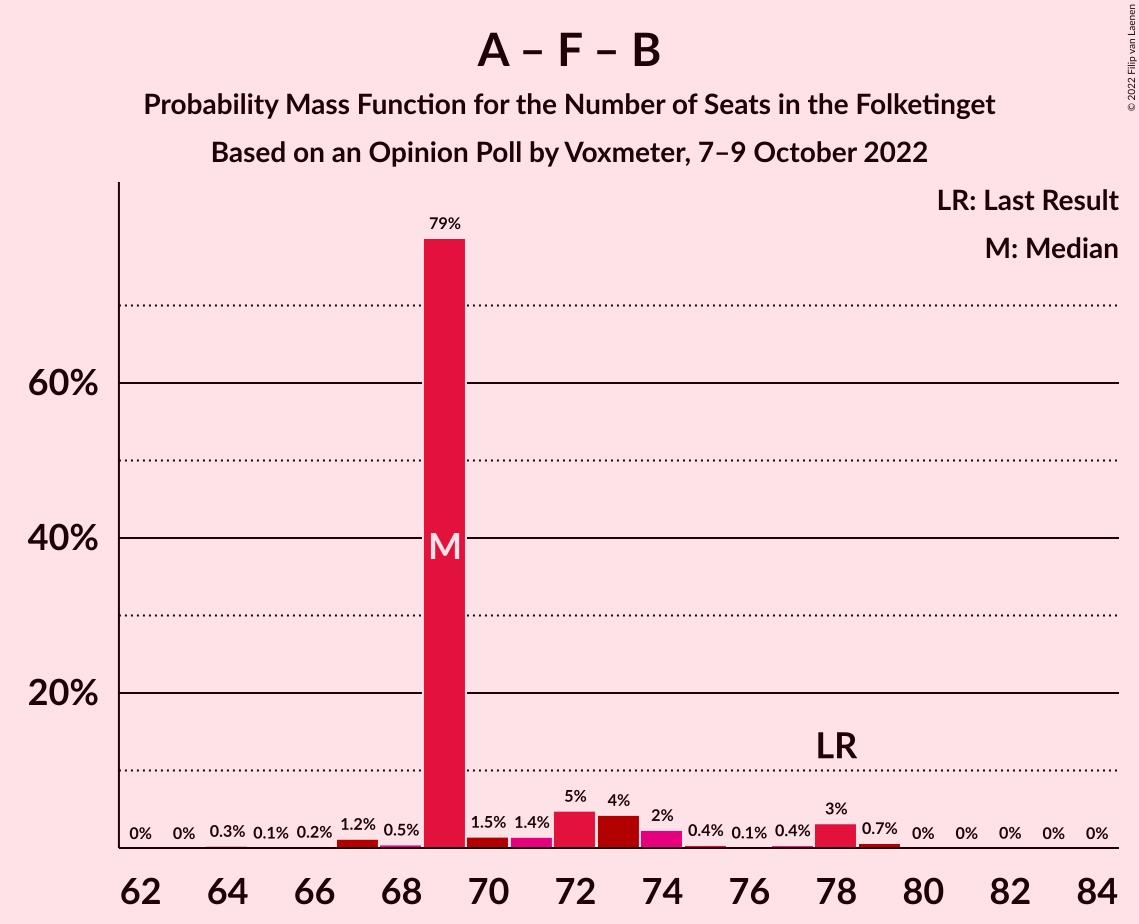 A – F – B
Probability Mass Function for the Number of Seats in the Folketinget
Based on an Opinion Poll by Voxmeter, 7–9 October 2022
© 2022 Filip van Laenen
LR: Last Result
M: Median
79%
60%
40%
M
20%
LR
0% 0% 0.3% 0.1% 0.2% 1.2% 0.5% 1.5% 1.4% 5% 4% 2% 0.4% 0.1% 0.4% 3% 0.7% 0% 0% 0% 0% 0%
62 64 66 68 70 72 74 76 78 80 82 84